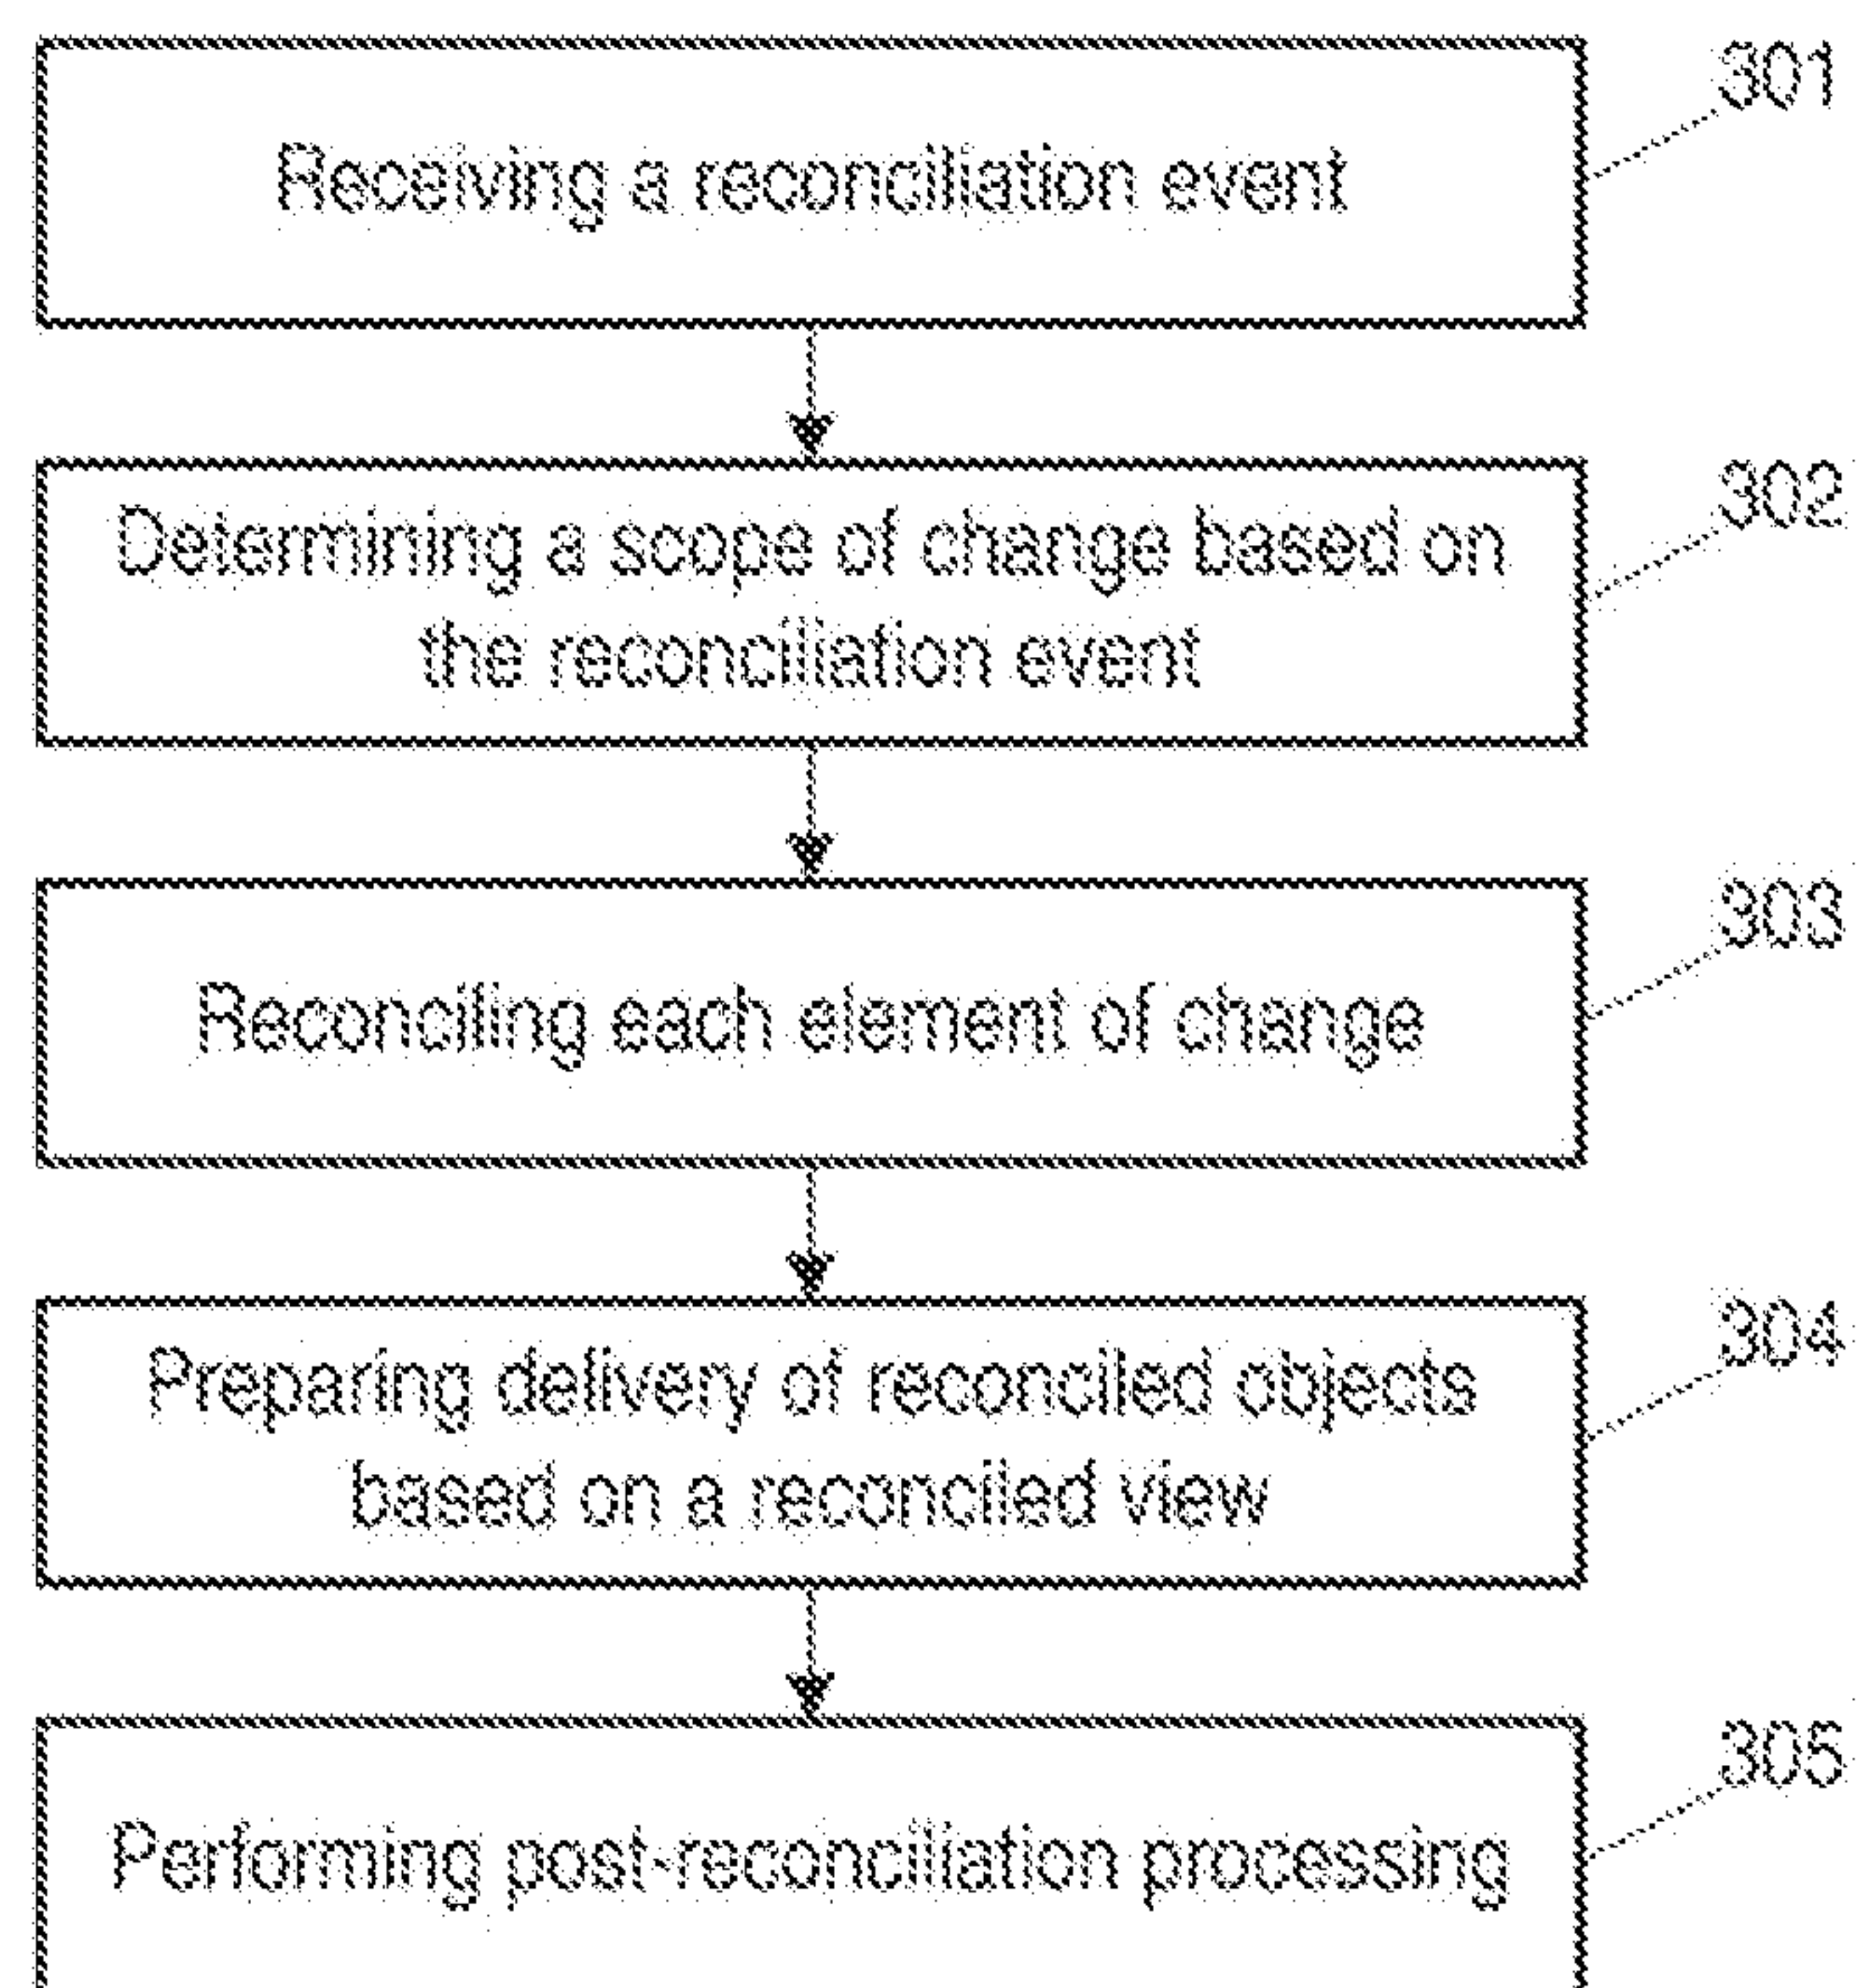 301
Receiving a reconciliation event
302
Determining a scope of change based on
the reconciliation event
303
Reconciling each element of change
304
Preparing delivery of reconciled objects
based on a reconciled view
305
Performing post-reconciliation processing